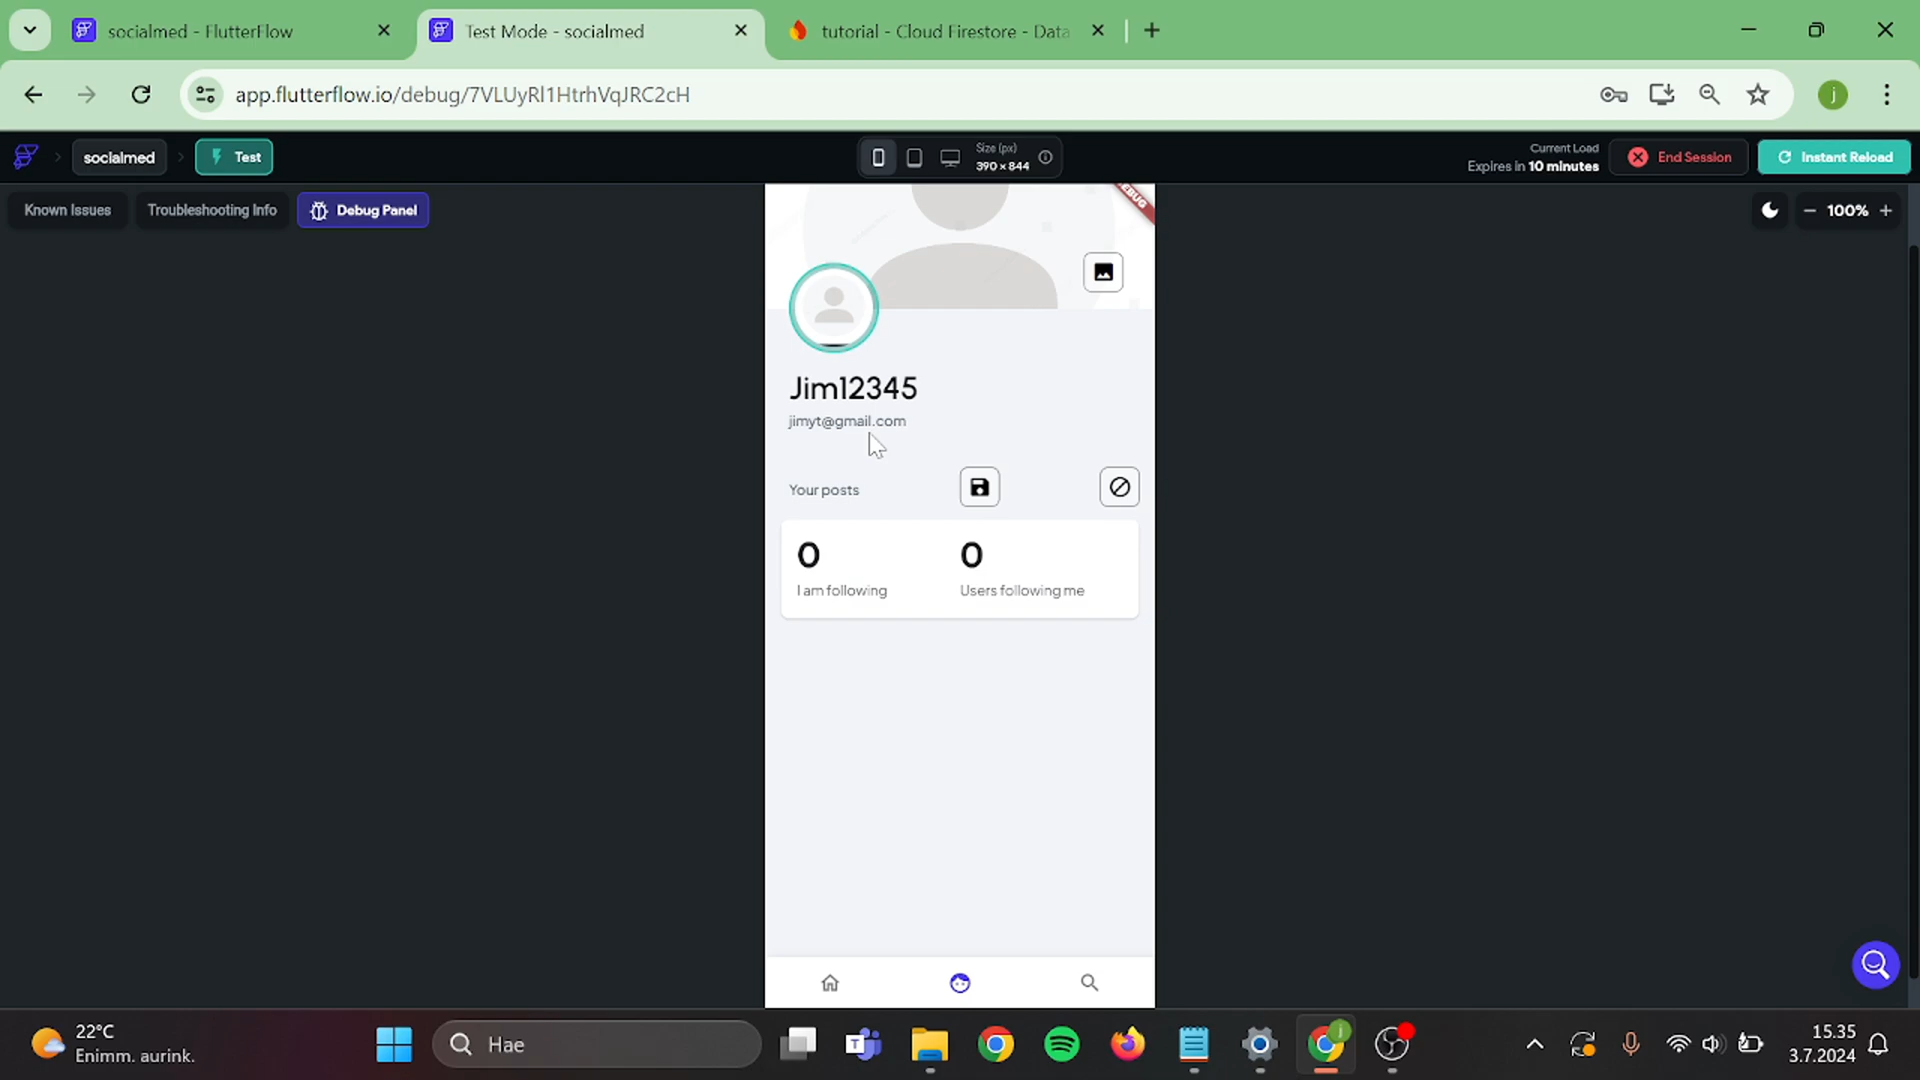 socialmed - FlutterFlow
Test Mode - socialmed
tutorial - Cloud Firestore - Data
app.flutterflow.io/debug/7VLUyRl1HtrhVqJRC2cH
j
socialmed
Test
Size (px)
390 × 844
Current Load
Expires in 10 minutes
End Session
Instant Reload
Known Issues
Troubleshooting Info
Debug Panel
100%
DEBUG
Jim12345
jimyt@gmail.com
Your posts
0
0
I am following
Users following me
22°C
Enimm. aurink.
Hae
15.35
3.7.2024